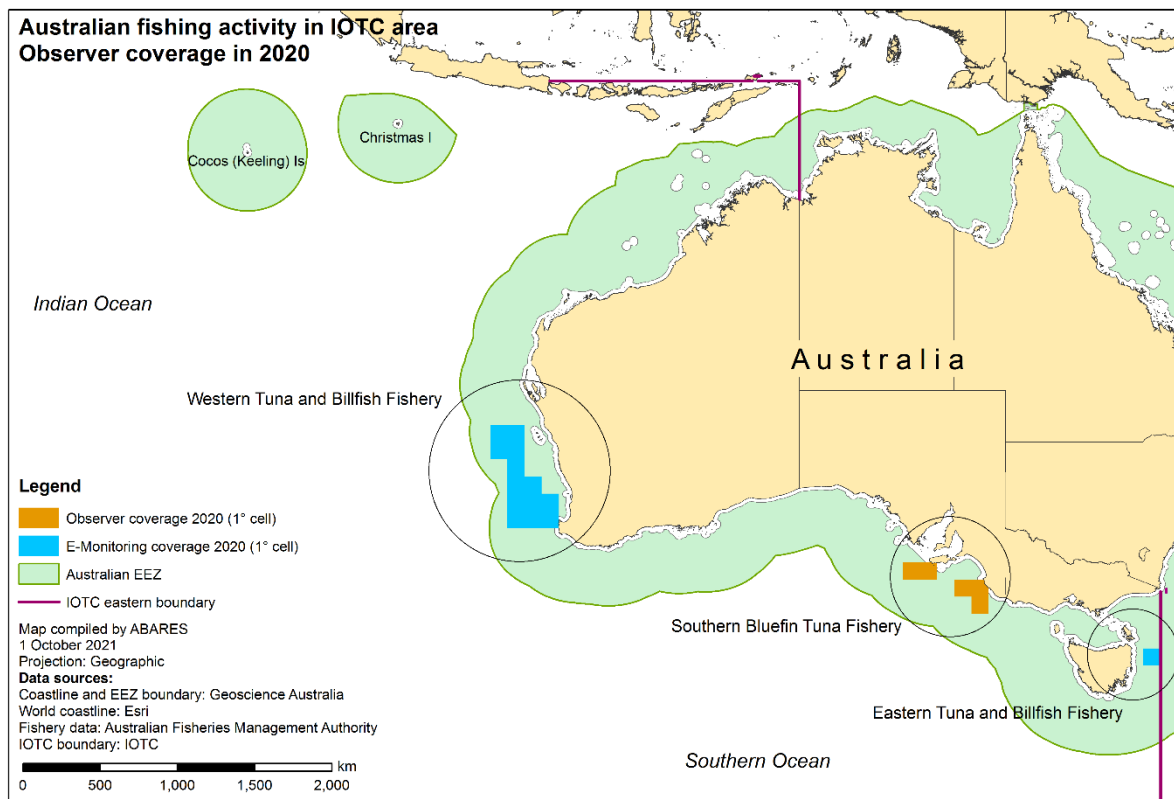 Australian fishing activity in IOTC area
Observer coverage in 2020
Christmas I
Cocos (Keeling) Is
Indian Ocean
Australia
Western Tuna and Billfish Fishery
Legend
Observer coverage 2020 (1° cell)
E-Monitoring coverage 2020 (1° cell)
Australian EEZ
IOTC eastern boundary
Southern Bluefin Tuna Fishery
Eastern Tuna and Billfish Fishery
Southern Ocean
Map compiled by ABARES
1 October 2021
Projection: Geographic
Data sources:
Coastline and EEZ boundary: Geoscience Australia
World coastline: Esri
Fishery data: Australian Fisheries Management Authority
IOTC boundary: IOTC
km
0 500 1,000 1,500 2,000